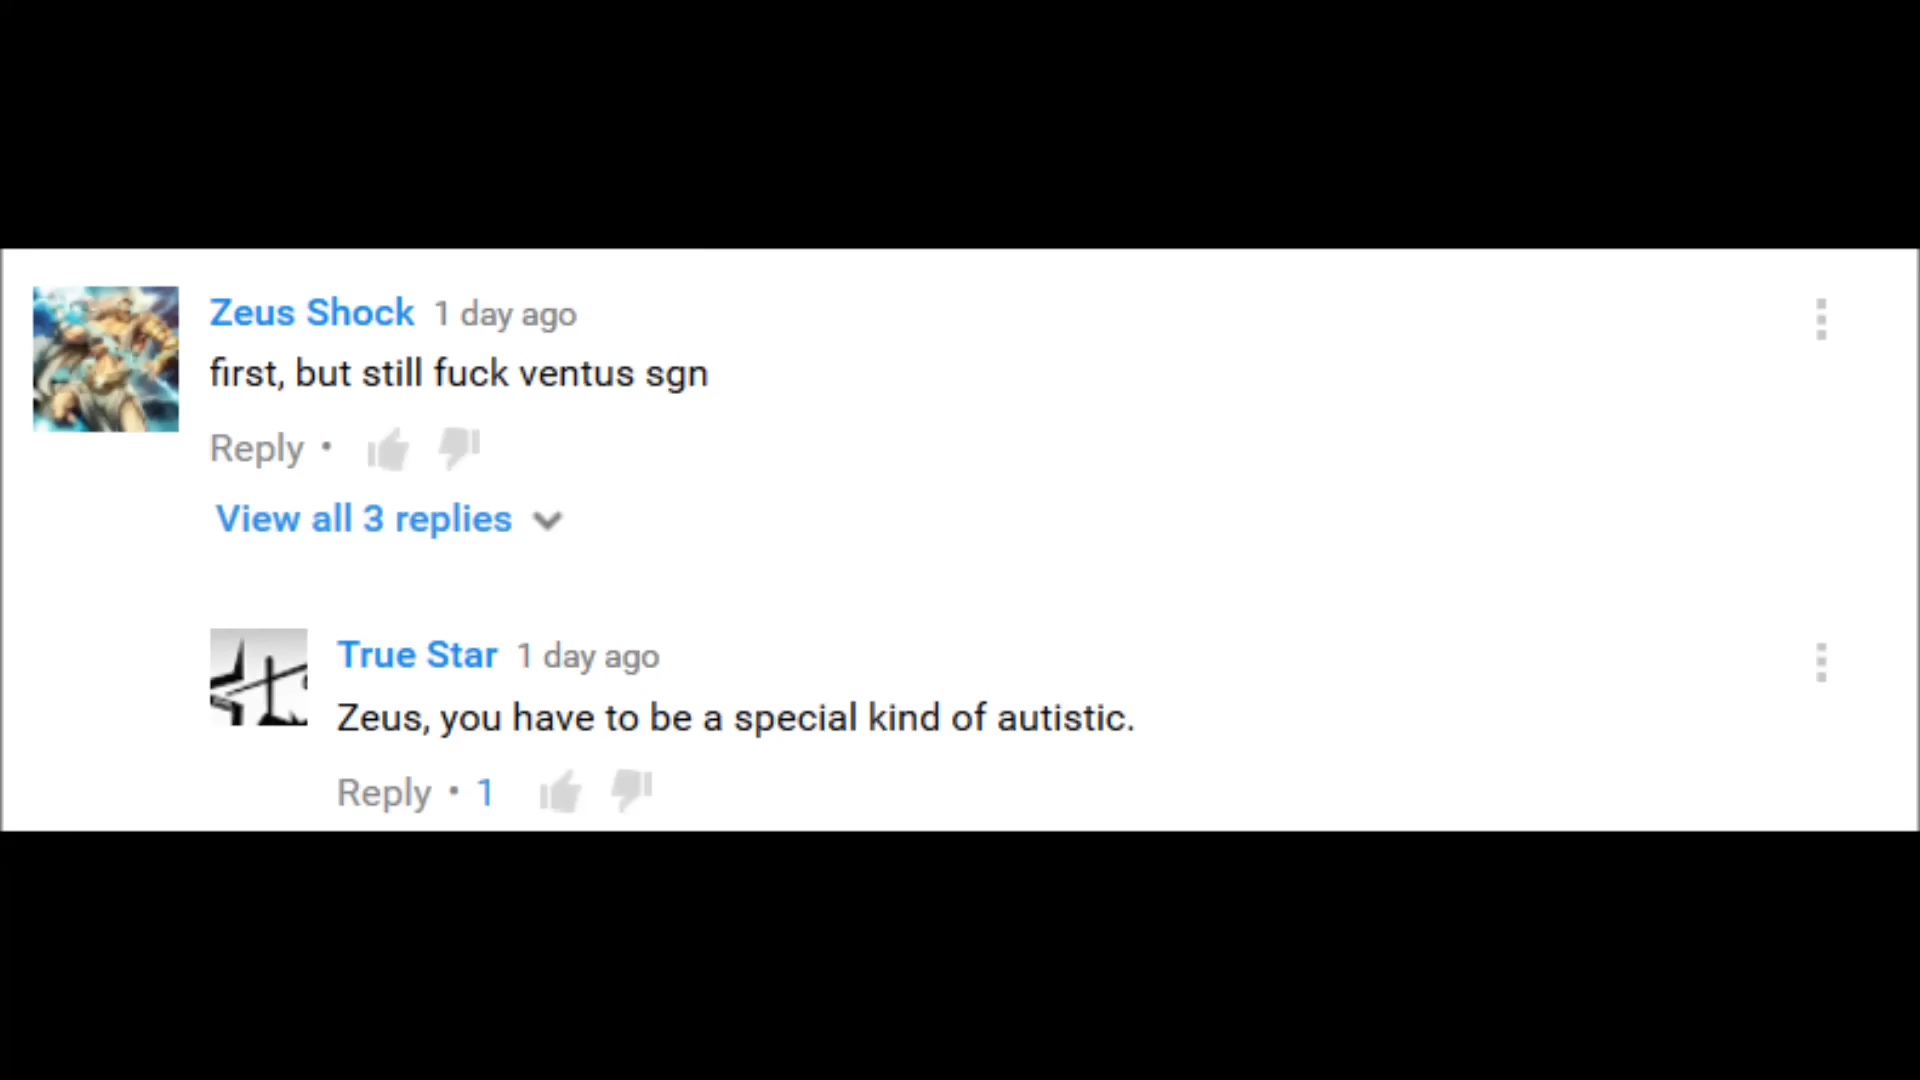 Zeus Shock 1 day ago
first, but still fuck ventus sgn
Reply •
View all 3 replies
True Star 1 day ago
Zeus, you have to be a special kind of autistic.
Reply • 1